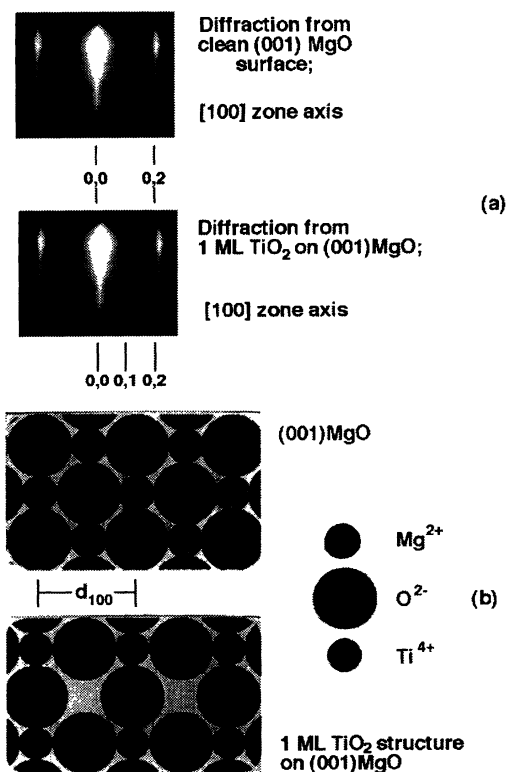 Diffraction from
clean (001) MgO
surface;
[100] zone axis
0,0 0,2
(a)
Diffraction from
1 ML TiO₂ on (001)MgO;
[100] zone axis
0,0 0,1 0,2
(001)MgO
d₁₀₀
Mg²⁺
O²⁻
(b)
Ti⁴⁺
1 ML TiO₂ structure
on (001)MgO